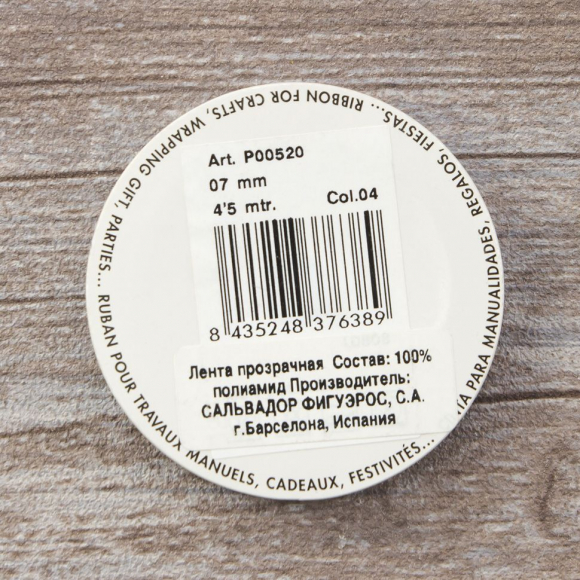 RIBBON FOR CRAFTS, WRAPPING GIFT, PARTIES...
RUBAN POUR TRAVAUX MANUELS, CADEAUX, FESTIVITÉS...
PARA MANUALIDADES, REGALOS, FIESTAS...
Art. P00520
07 mm
4'5 mtr. Col.04
8 435248 376389
Лента прозрачная Состав: 100%
полиамид Производитель:
САЛЬВАДОР ФИГУЭРОС, С.А.
г.Барселона, Испания